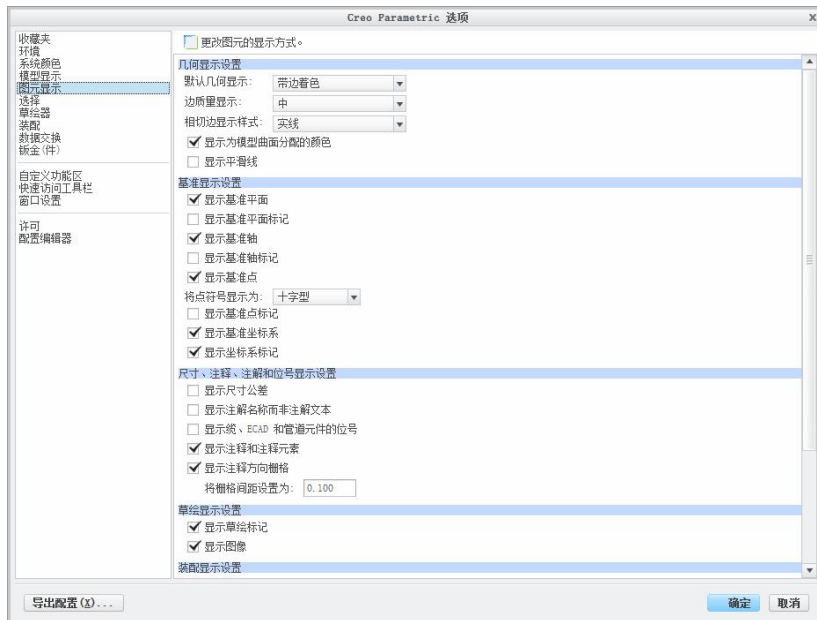 Creo Parametric 选项
收藏夹
环境
系统颜色
模型显示
图元显示
选择
草绘器
装配
数据交换
钣金(件)
自定义功能区
快速访问工具栏
窗口设置
许可
配置编辑器
更改图元的显示方式。
几何显示设置
默认几何显示: 带边着色
边质量显示: 中
相切边显示样式: 实线
显示为模型曲面分配的颜色
显示平滑线
基准显示设置
显示基准平面
显示基准平面标记
显示基准轴
显示基准轴标记
显示基准点
将点符号显示为: 十字型
显示基准点标记
显示基准坐标系
显示坐标系标记
尺寸、注释、注解和位号显示设置
显示尺寸公差
显示注解名称而非注解文本
显示缆、ECAD 和管道元件的位号
显示注释和注释元素
显示注释方向栅格
将栅格间距设置为: 0.100
草绘显示设置
显示草绘标记
显示图像
装配显示设置
导出配置(X)...
确定
取消